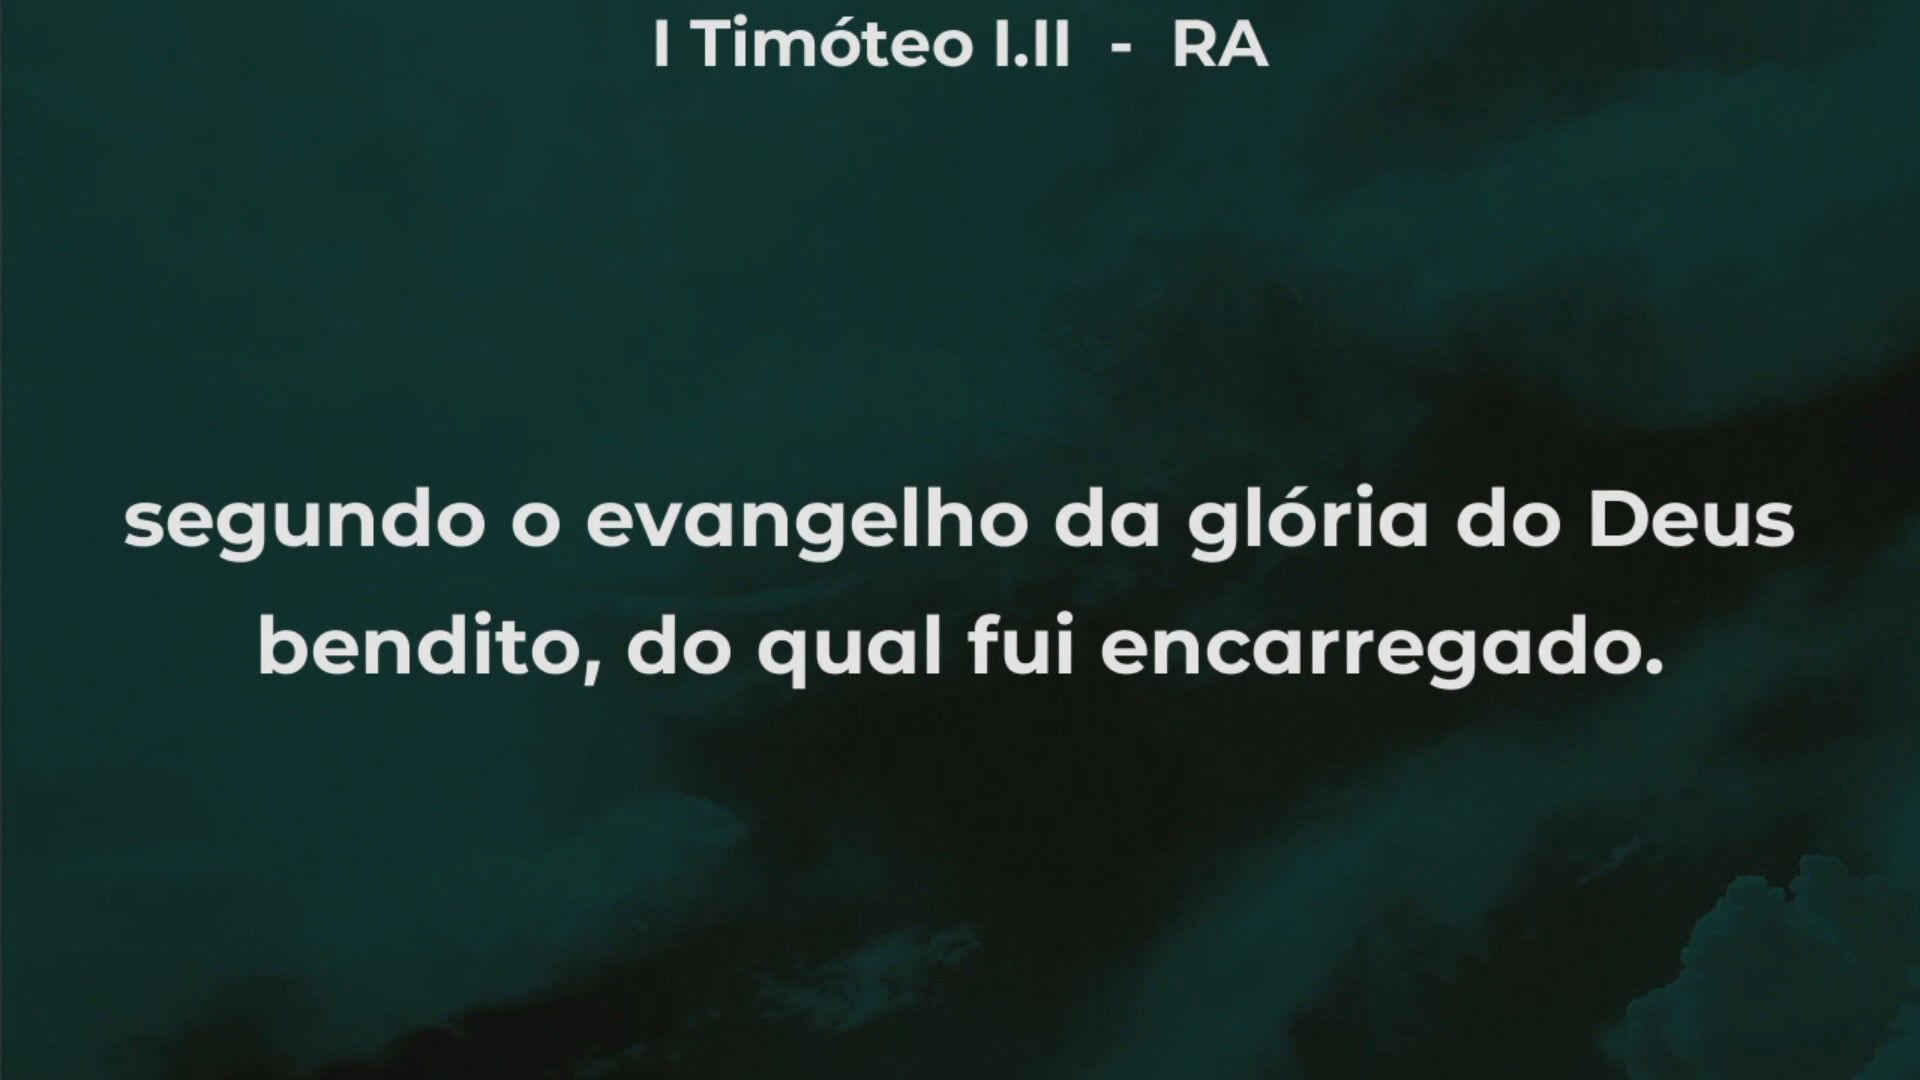 I Timóteo I.II - RA
segundo o evangelho da glória do Deus
bendito, do qual fui encarregado.